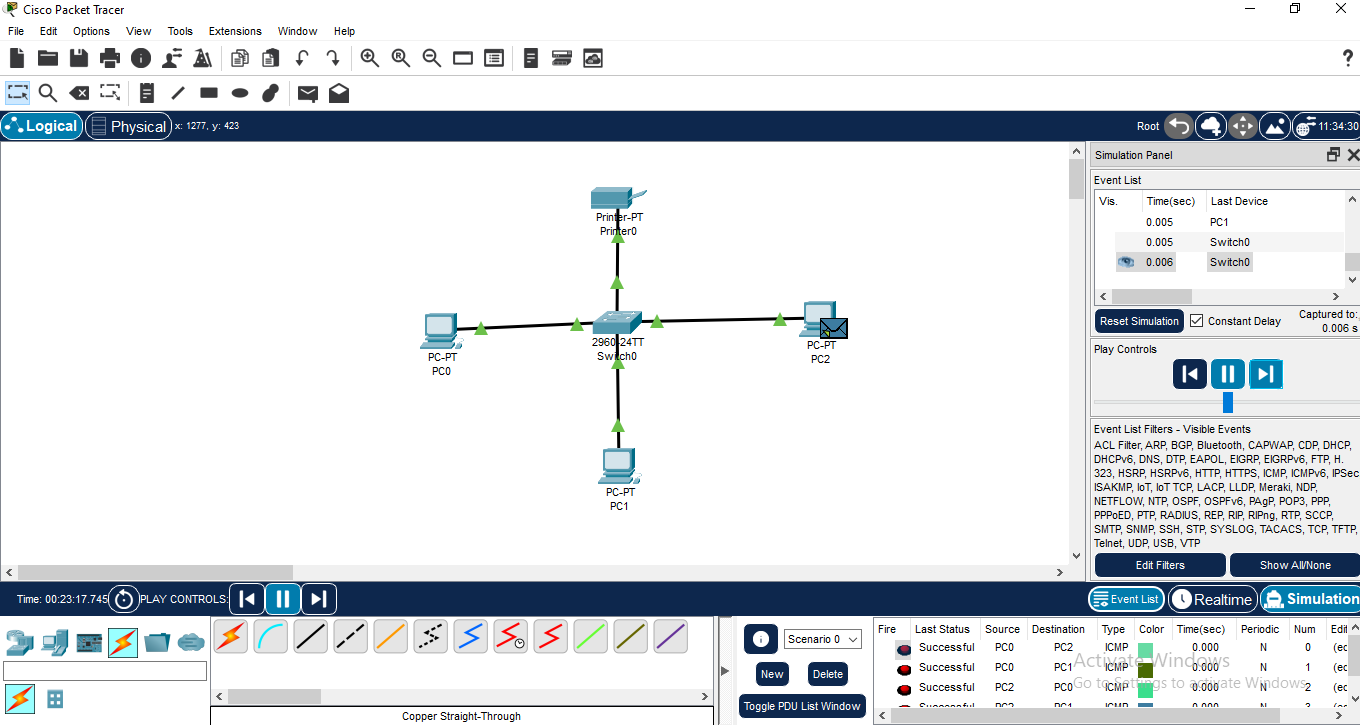 Cisco Packet Tracer
File Edit Options View Tools Extensions Window Help
Logical Physical x: 1277, y: 423 Root 11:34:30
Simulation Panel
Event List
Vis. Time(sec) Last Device
0.005 PC1
0.005 Switch0
0.006 Switch0
Reset Simulation Constant Delay Captured to:
0.006 s
Play Controls
Event List Filters - Visible Events
ACL Filter, ARP, BGP, Bluetooth, CAPWAP, CDP, DHCP,
DHCPv6, DNS, DTP, EAPOL, EIGRP, EIGRPv6, FTP, H.
323, HSRP, HSRPv6, HTTP, HTTPS, ICMP, ICMPv6, IPSec,
ISAKMP, IoT, IoT TCP, LACP, LLDP, Meraki, NDP,
NETFLOW, NTP, OSPF, OSPFv6, PAgP, POP3, PPP,
PPPoED, PTP, RADIUS, REP, RIP, RIPng, RTP, SCCP,
SMTP, SNMP, SSH, STP, SYSLOG, TACACS, TCP, TFTP,
Telnet, UDP, USB, VTP
Edit Filters Show All/None
Printer-PT
Printer0
PC-PT
PC0
2960-24TT
Switch0
PC-PT
PC2
PC-PT
PC1
Time: 00:23:17.745 PLAY CONTROLS: Event List Realtime Simulation
Copper Straight-Through
Scenario 0
New Delete
Toggle PDU List Window
Fire Last Status Source Destination Type Color Time(sec) Periodic Num Edi
Successful PC0 PC2 ICMP 0.000 N 0 (ec
Successful PC0 PC1 ICMP 0.000 N 1 (ec
Successful PC2 PC0 ICMP 0.000 N 2 (ec
Successful PC2 PC1 ICMP 0.000 N 3 (ec
Activate Windows
Go to Settings to activate Windows.